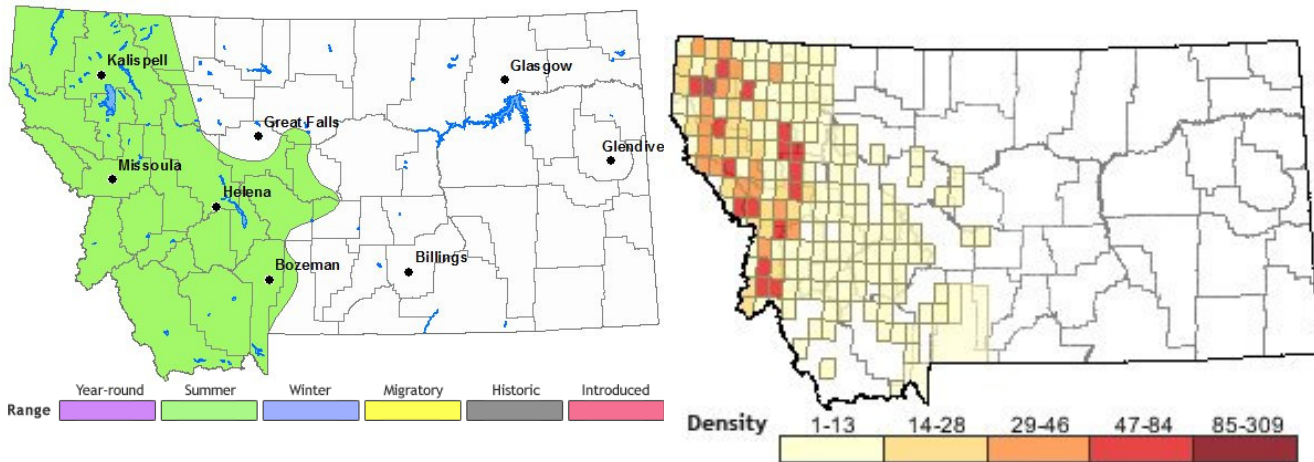 Kalispell
Glasgow
Great Falls
Glendive
Missoula
Helena
Bozeman
Billings
Year-round Summer Winter Migratory Historic Introduced
Range
Density 1-13 14-28 29-46 47-84 85-309